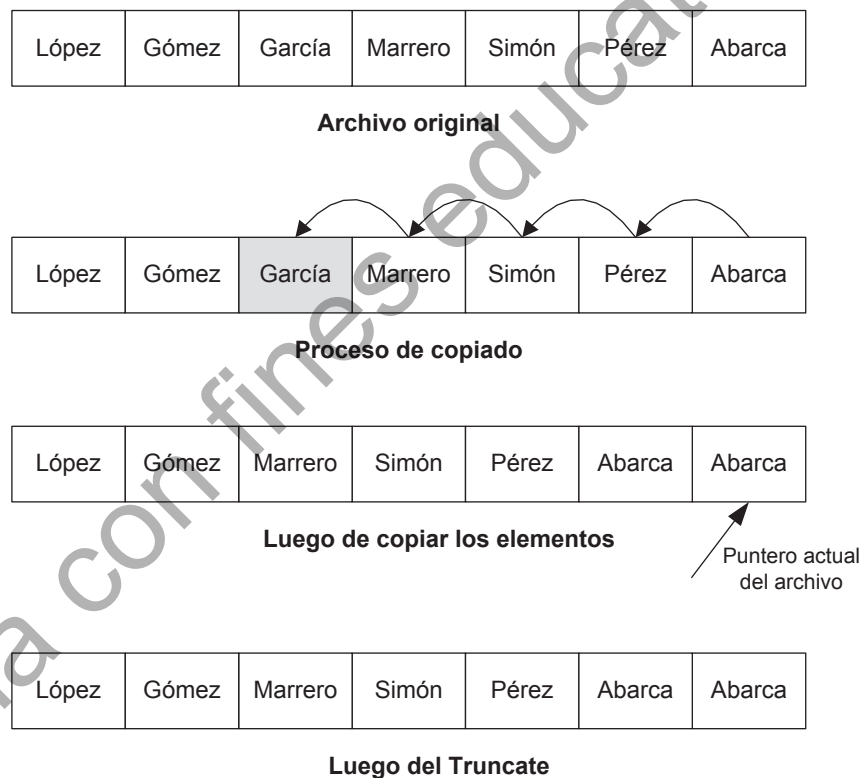 López Gómez García Marrero Simón Pérez Abarca
Archivo original
López Gómez García Marrero Simón Pérez Abarca
Proceso de copiado
López Gómez Marrero Simón Pérez Abarca Abarca
Luego de copiar los elementos
Puntero actual
del archivo
López Gómez Marrero Simón Pérez Abarca Abarca
Luego del Truncate
con fines